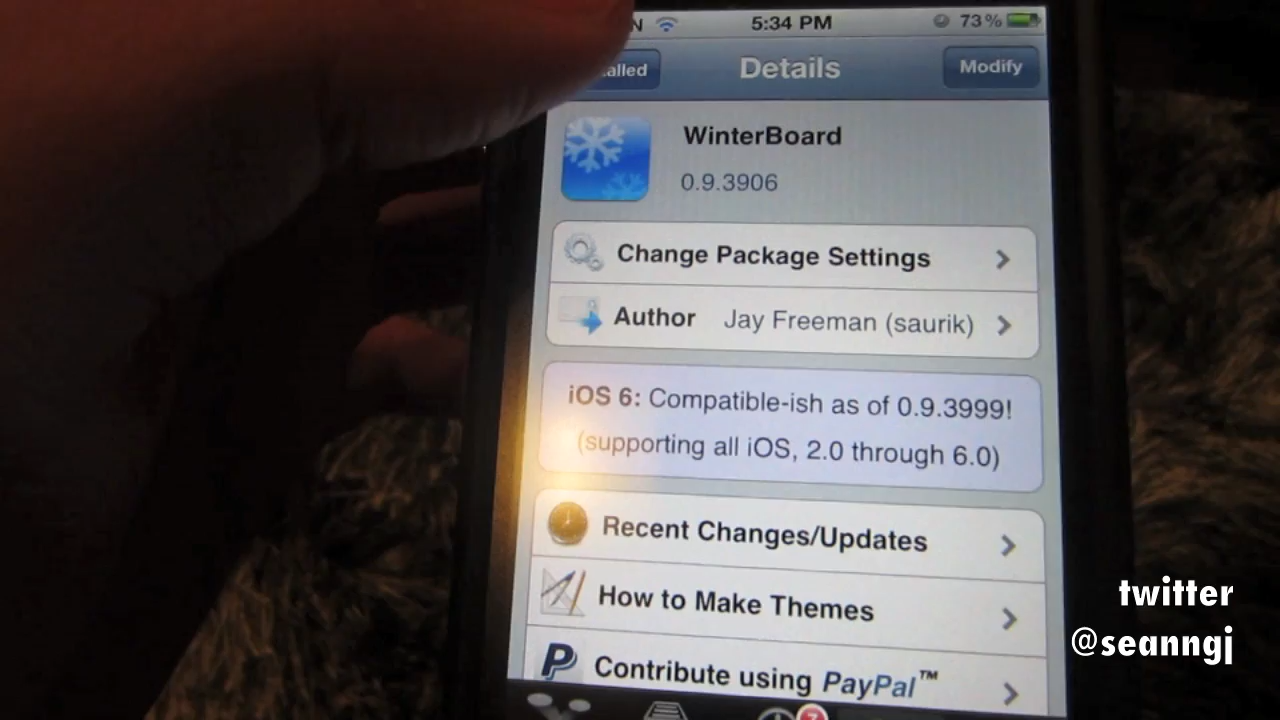 N 5:34 PM 73%
alled Details Modify
WinterBoard
0.9.3906
Change Package Settings
Author Jay Freeman (saurik)
iOS 6: Compatible-ish as of 0.9.3999!
(supporting all iOS, 2.0 through 6.0)
Recent Changes/Updates
How to Make Themes
Contribute using PayPal™
7
twitter
@seanngj